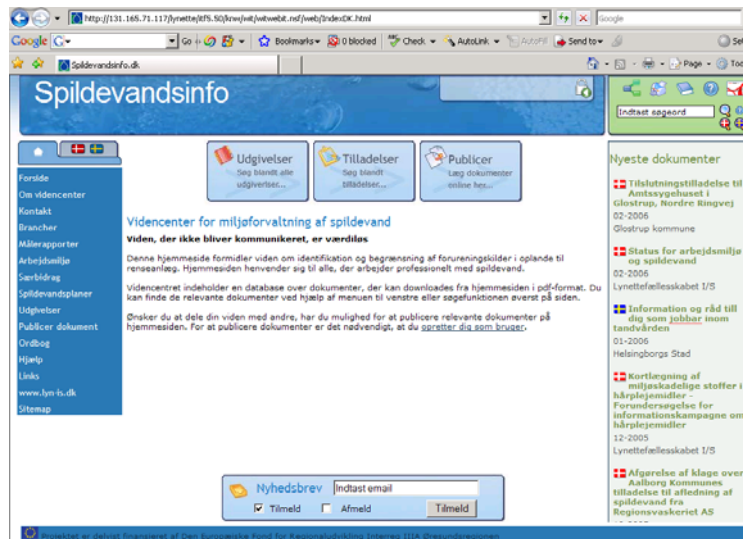 http://131.165.71.117/lynette/itf5.50/know/wit/witwebit.nsf/web/IndexDK.html
Google
Google G
Go
Bookmarks
0 blocked
Check
AutoLink
AutoFill
Send to
Spildevandsinfo.dk
Page
Spildevandsinfo
Indtast søgeord
Udgivelser
Søg blandt alle
udgivelser...
Tilladelser
Søg blandt
tilladelser...
Publicer
Læg dokumenter
online her...
Forside
Om videncenter
Kontakt
Brancher
Målerapporter
Arbejdsmiljø
Særbidrag
Spildevandsplaner
Udgivelser
Publicer dokument
Ordbog
Hjælp
Links
www.lyn-is.dk
Sitemap
Videncenter for miljøforvaltning af spildevand
Viden, der ikke bliver kommunikeret, er værdiløs
Denne hjemmeside formidler viden om identifikation og begrænsning af forureningskilder i oplande til
renseanlæg. Hjemmesiden henvender sig til alle, der arbejder professionelt med spildevand.
Videncentret indeholder en database over dokumenter, der kan downloades fra hjemmesiden i pdf-format. Du
kan finde de relevante dokumenter ved hjælp af menuen til venstre eller søgefunktionen øverst på siden.
Ønsker du at dele din viden med andre, har du mulighed for at publicere relevante dokumenter på
hjemmesiden. For at publicere dokumenter er det nødvendigt, at du opretter dig som bruger.
Nyeste dokumenter
Tilslutningstilladelse til
Amtssygehuset i
Glostrup, Nordre Ringvej
02-2006
Glostrup kommune
Status for arbejdsmiljø
og spildevand
02-2006
Lynettefællesskabet I/S
Information og råd till
dig som jobbar inom
tandvården
01-2006
Helsingborgs Stad
Kortlægning af
miljøskadelige stoffer i
hårplejemidler -
Forundersøgelse for
informationskampagne om
hårplejemidler
12-2005
Lynettefællesskabet I/S
Afgørelse af klage over
Aalborg Kommunes
tilladelse til afledning af
spildevand fra
Regionsvaskeriet AS
Nyhedsbrev
Indtast email
Tilmeld
Afmeld
Tilmeld
Projektet er delvist finansieret af Den Europæiske Fond for Regionaludvikling Interreg IIIA Øresundsregionen